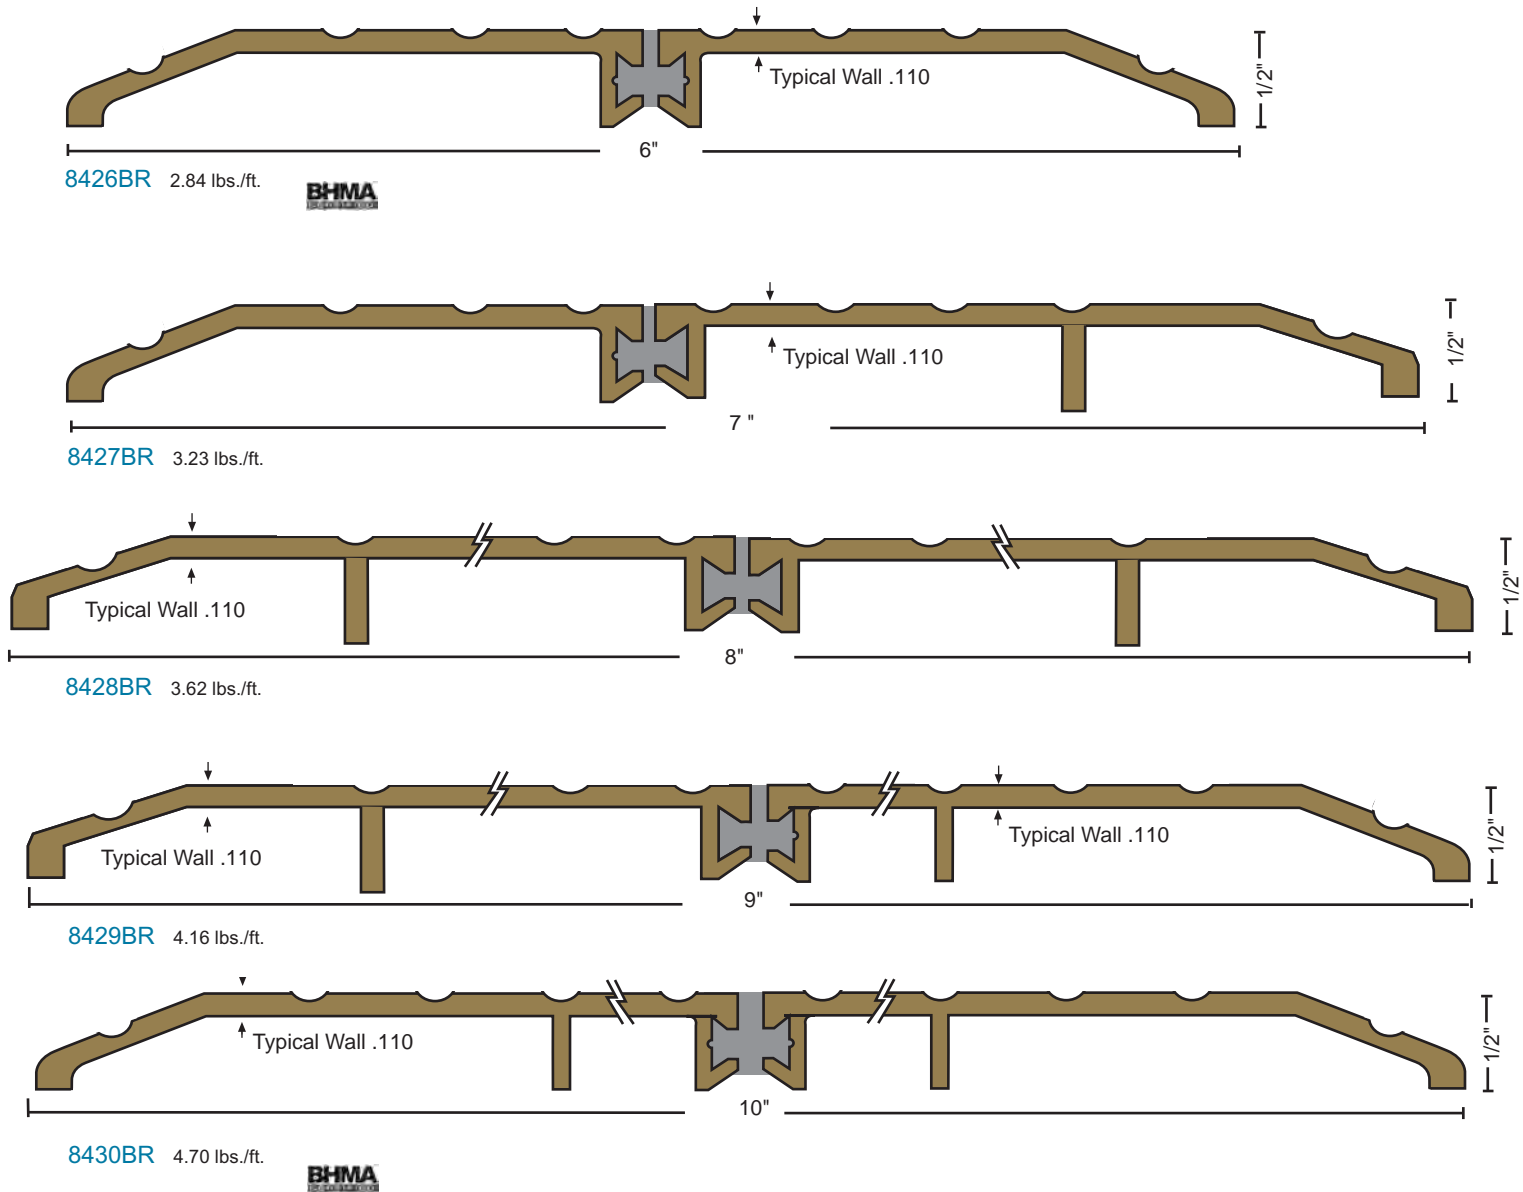 Typical Wall .110
1/2"
6"
8426BR 2.84 lbs./ft.
BHMA
Typical Wall .110
1/2"
7 "
8427BR 3.23 lbs./ft.
Typical Wall .110
1/2"
8"
8428BR 3.62 lbs./ft.
Typical Wall .110
Typical Wall .110
1/2"
9"
8429BR 4.16 lbs./ft.
Typical Wall .110
1/2"
10"
8430BR 4.70 lbs./ft.
BHMA